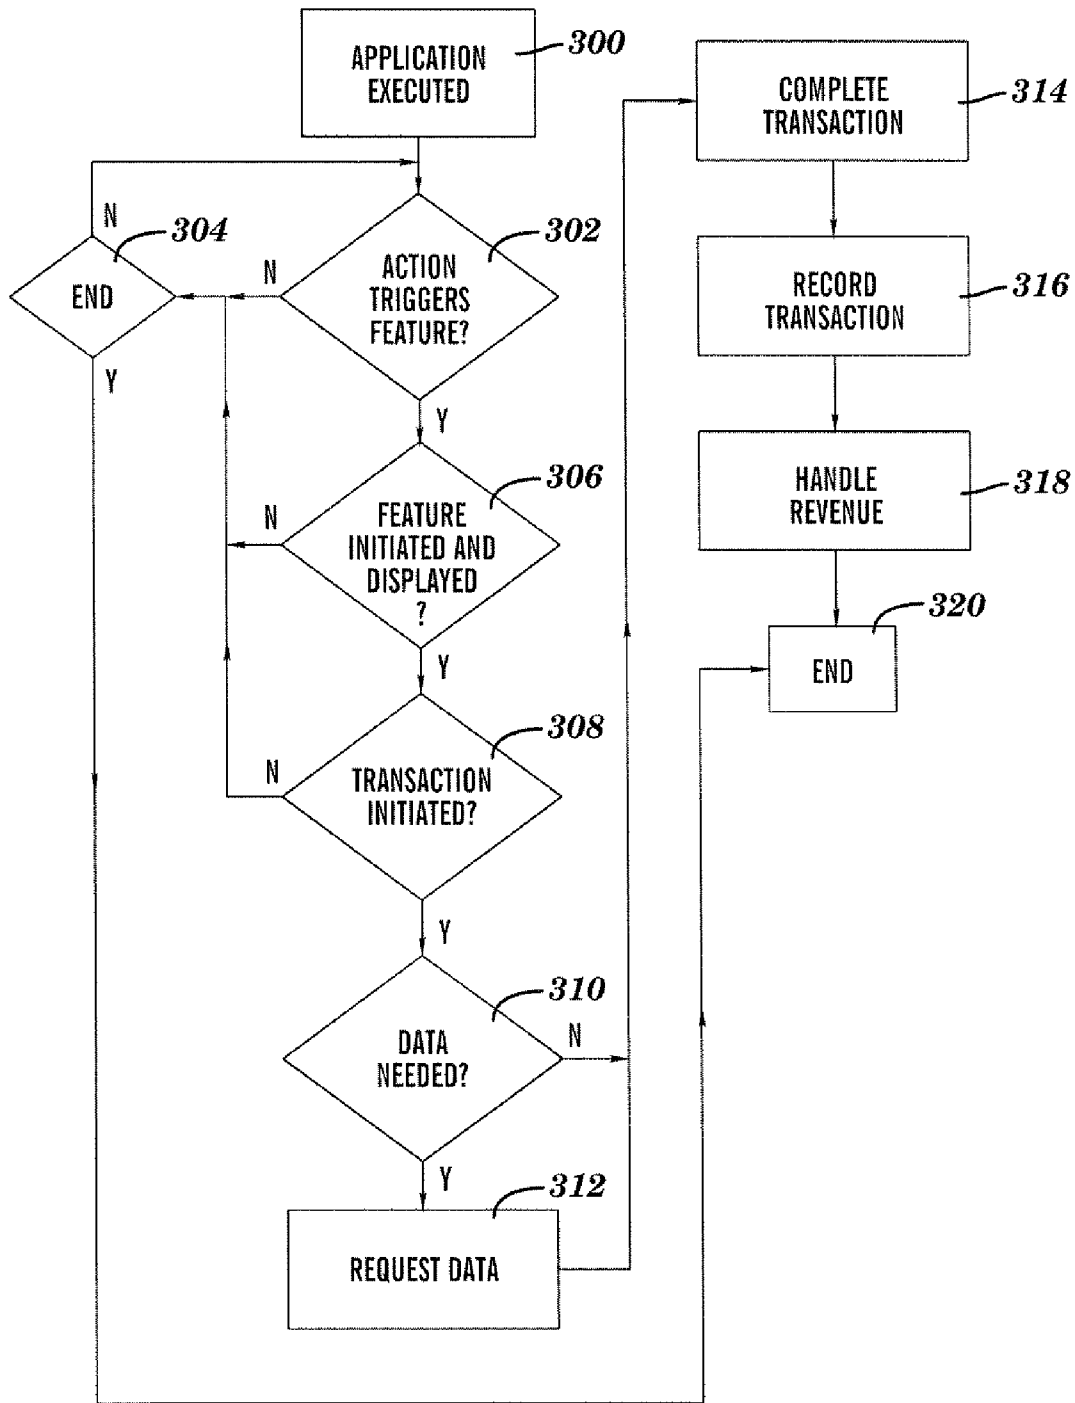 APPLICATION
EXECUTED
300
N
304
END
Y
N
302
ACTION
TRIGGERS
FEATURE?
Y
306
N
FEATURE
INITIATED AND
DISPLAYED
?
Y
308
N
TRANSACTION
INITIATED?
Y
310
DATA
NEEDED?
N
Y
312
REQUEST DATA
COMPLETE
TRANSACTION
314
RECORD
TRANSACTION
316
HANDLE
REVENUE
318
320
END